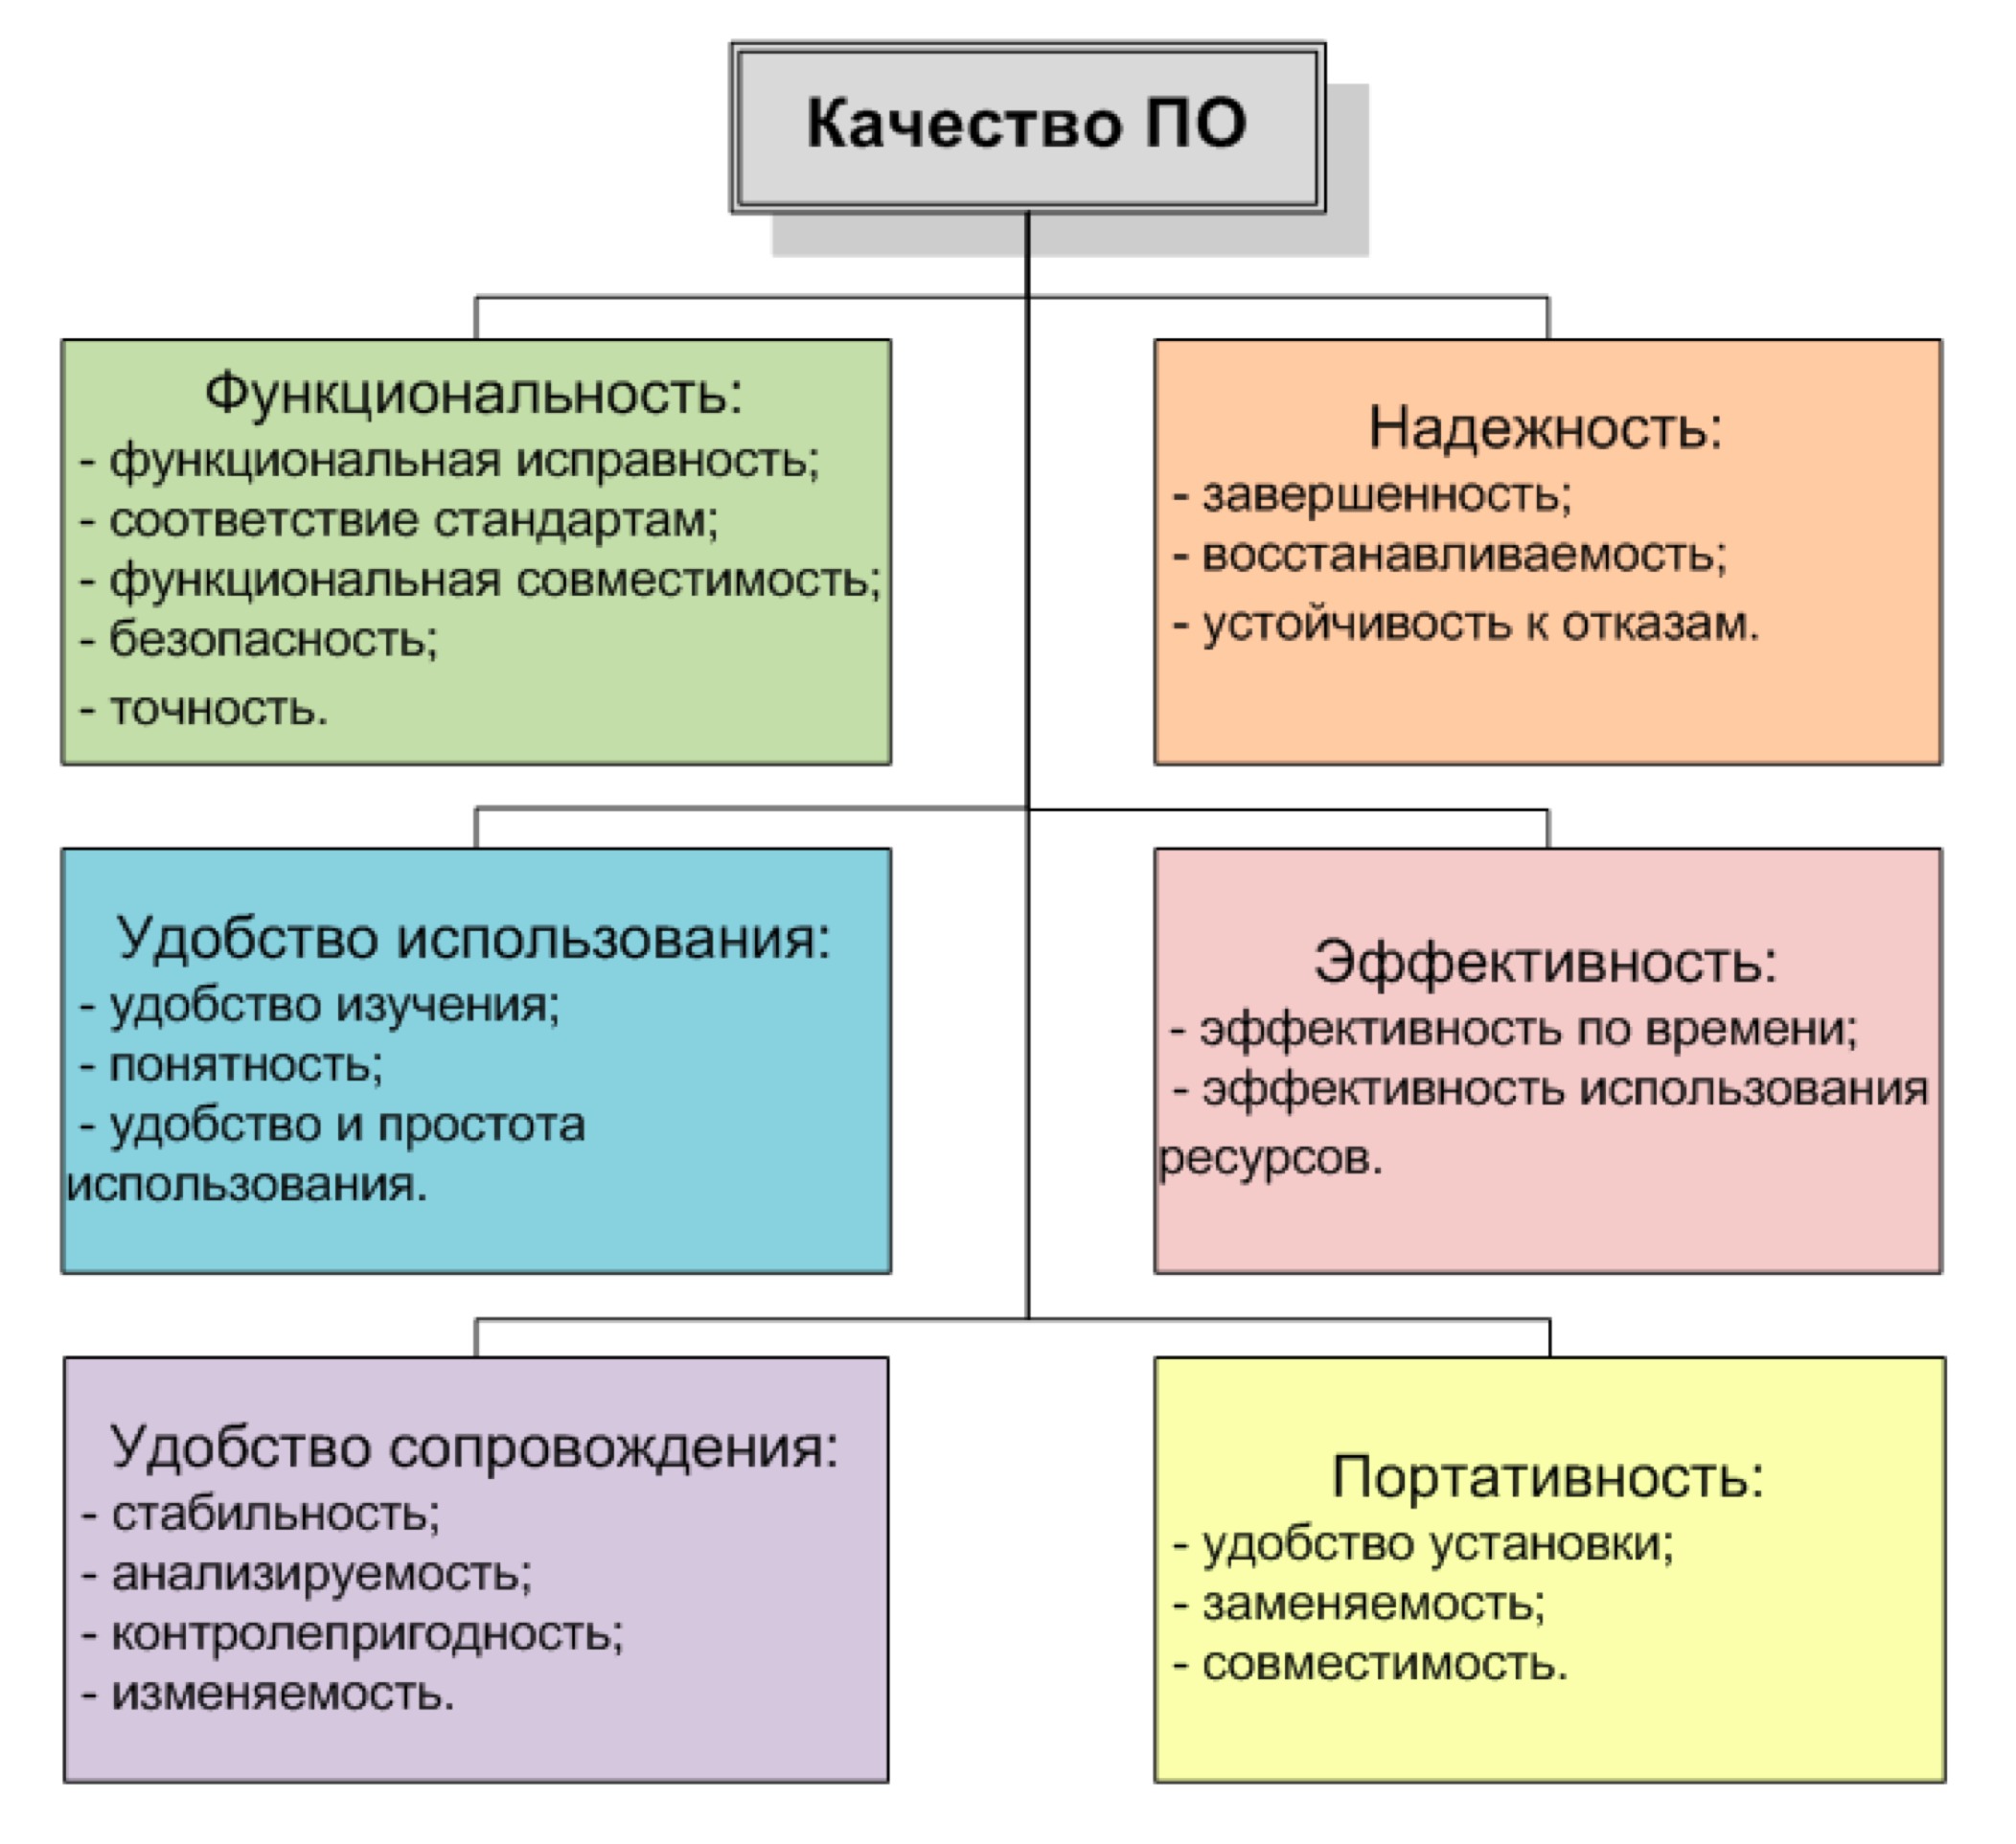 Качество ПО
Функциональность:
- функциональная исправность;
- соответствие стандартам;
- функциональная совместимость;
- безопасность;
- точность.
Надежность:
- завершенность;
- восстанавливаемость;
- устойчивость к отказам.
Удобство использования:
- удобство изучения;
- понятность;
- удобство и простота
использования.
Эффективность:
- эффективность по времени;
- эффективность использования
ресурсов.
Удобство сопровождения:
- стабильность;
- анализируемость;
- контролепригодность;
- изменяемость.
Портативность:
- удобство установки;
- заменяемость;
- совместимость.